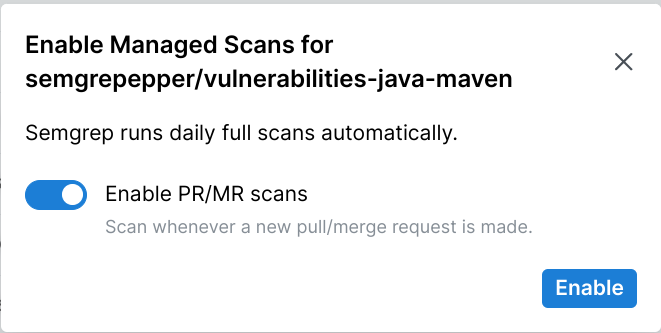 Enable Managed Scans for
semgrepepper/vulnerabilities-java-maven
Semgrep runs daily full scans automatically.
Enable PR/MR scans
Scan whenever a new pull/merge request is made.
Enable